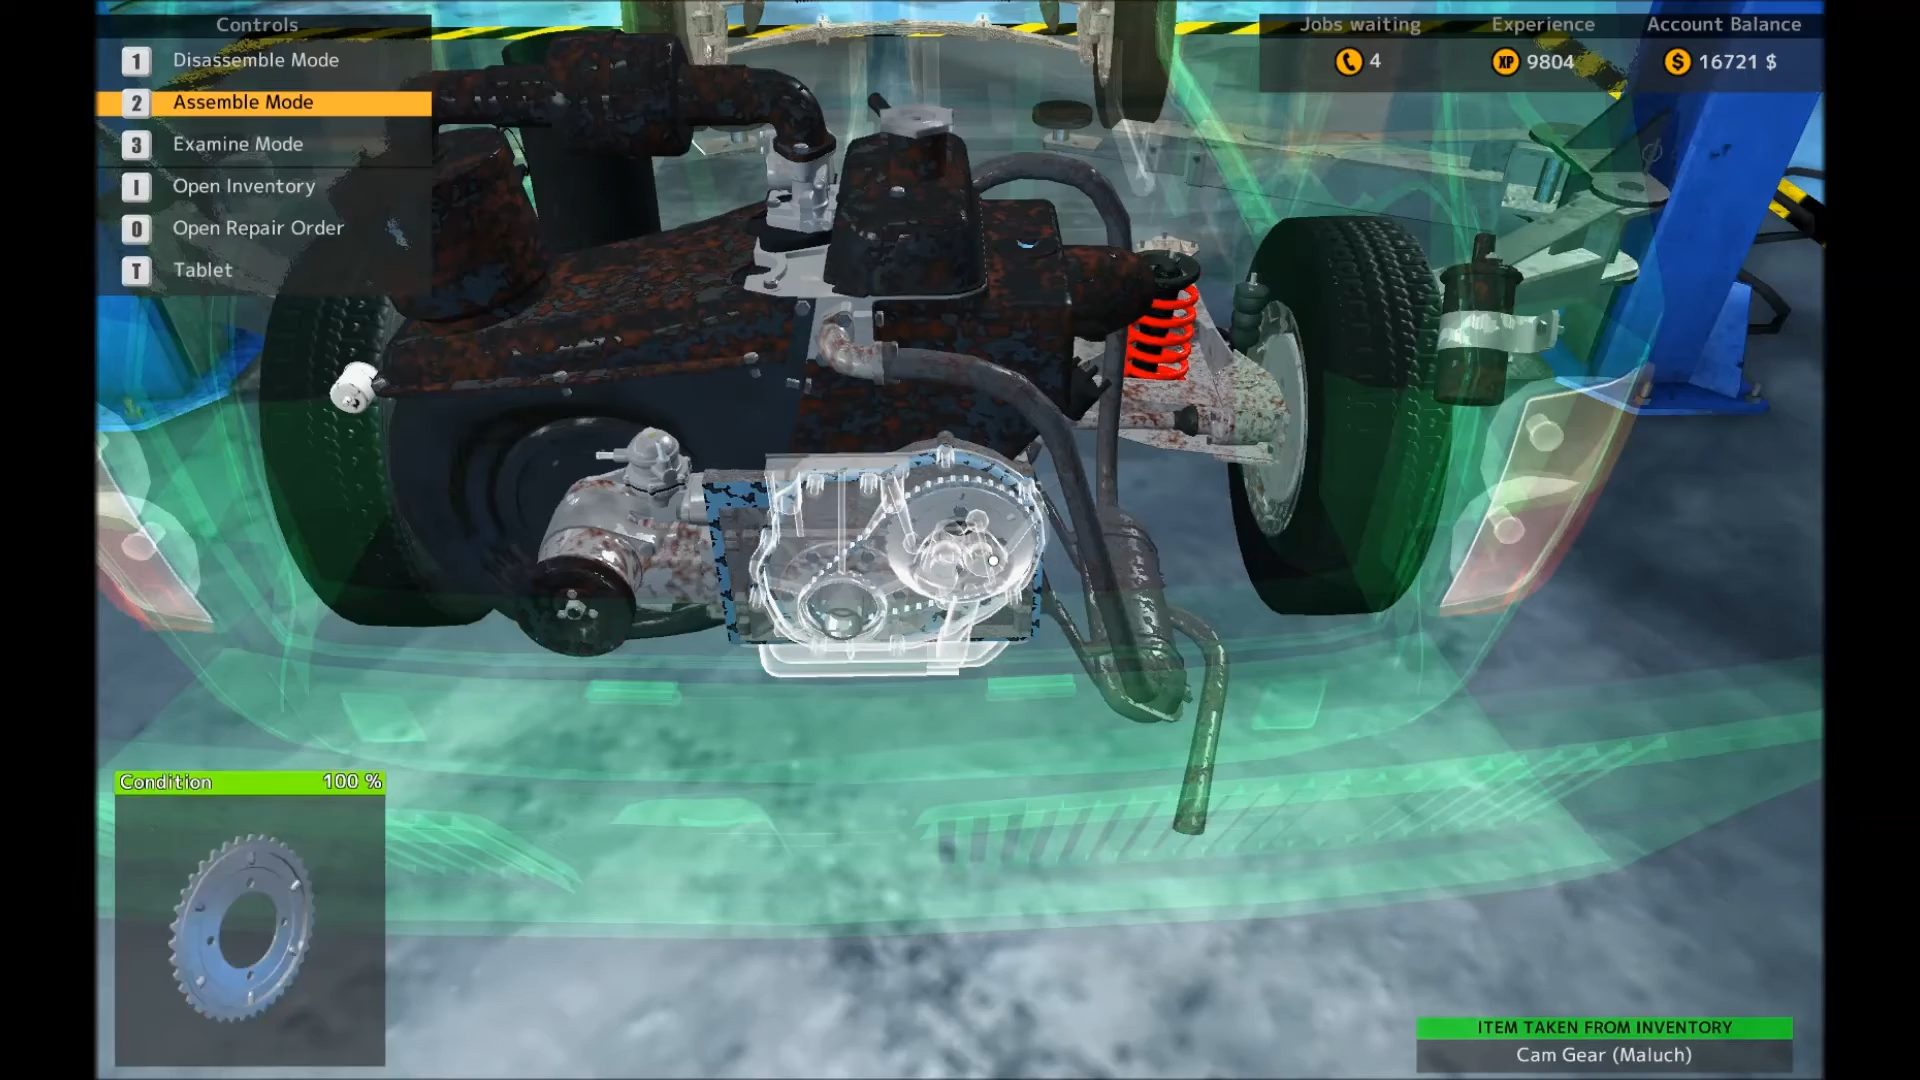 Controls
1 Disassemble Mode
2 Assemble Mode
3 Examine Mode
I Open Inventory
O Open Repair Order
T Tablet
Jobs waiting Experience Account Balance
4 XP 9804 $ 16721 $
Condition 100 %
ITEM TAKEN FROM INVENTORY
Cam Gear (Maluch)